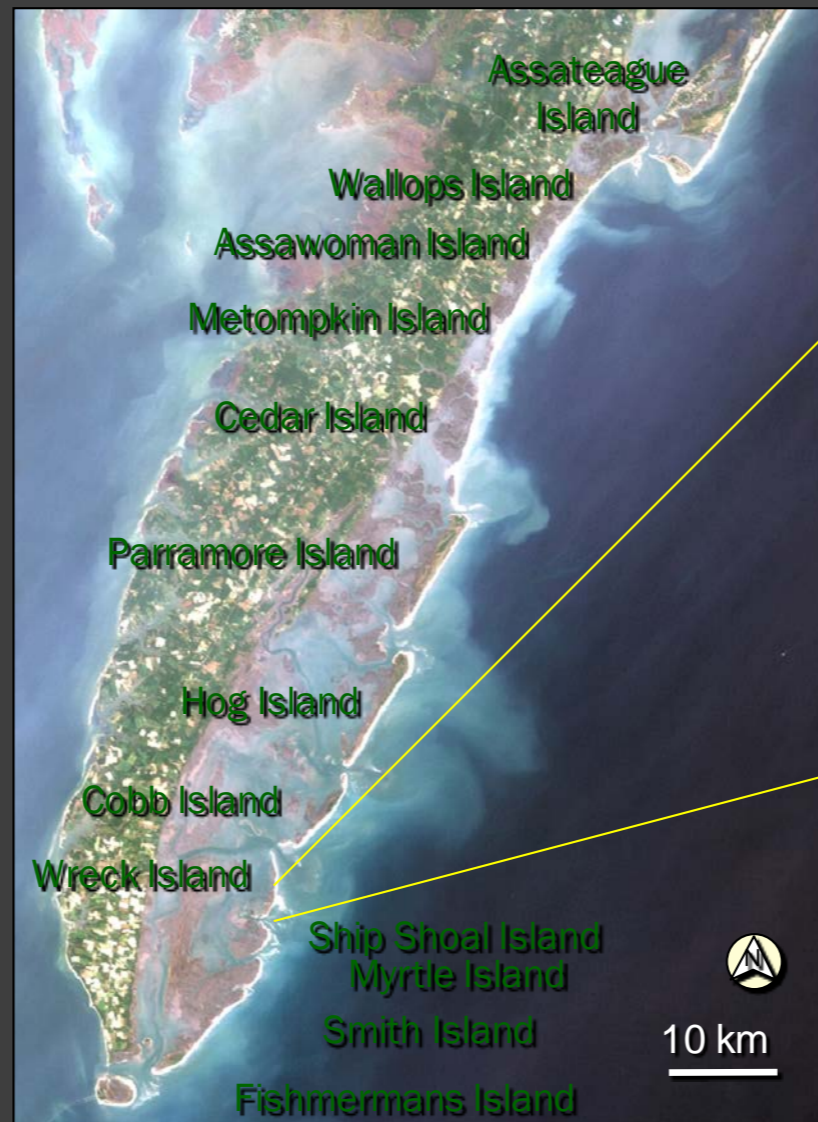 Assateague
Island
Wallops Island
Assawoman Island
Metompkin Island
Cedar Island
Parramore Island
Hog Island
Cobb Island
Wreck Island
Ship Shoal Island
Myrtle Island
N
Smith Island
10 km
Fishmermans Island